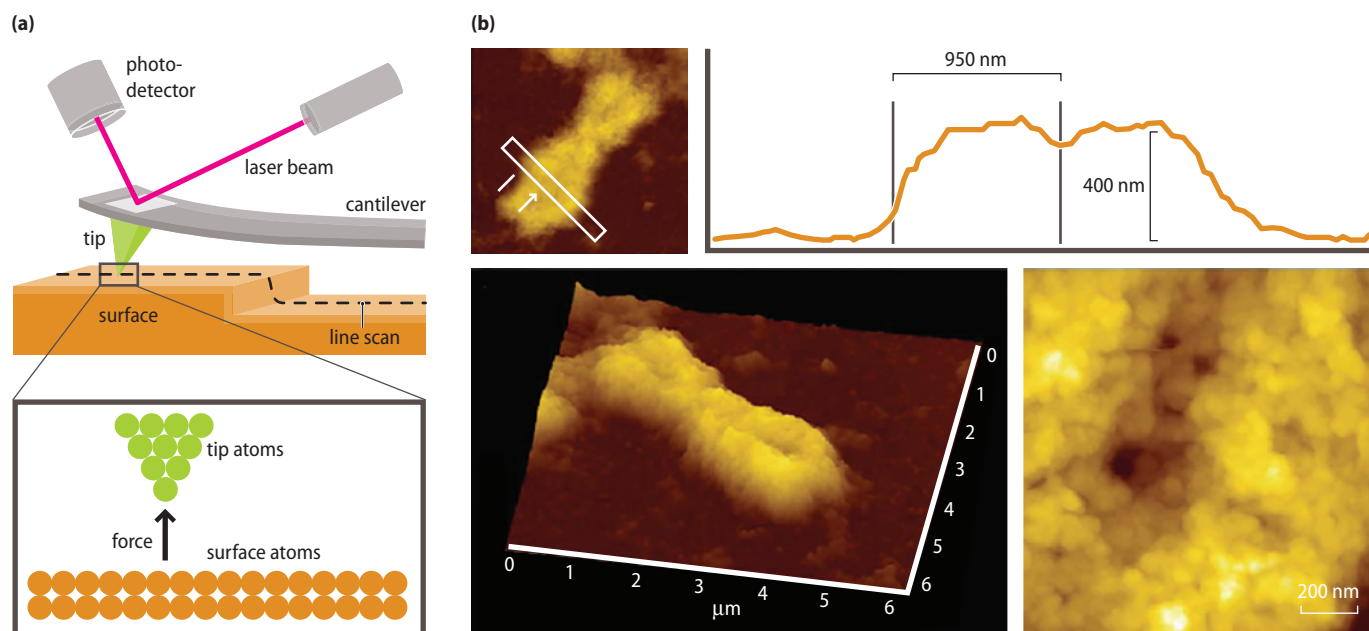 (a)
photo-
detector
laser beam
cantilever
tip
surface
line scan
tip atoms
force
surface atoms
(b)
950 nm
400 nm
0
1
2
3
4
5
6
0
1
2
3
4
5
6
μm
200 nm